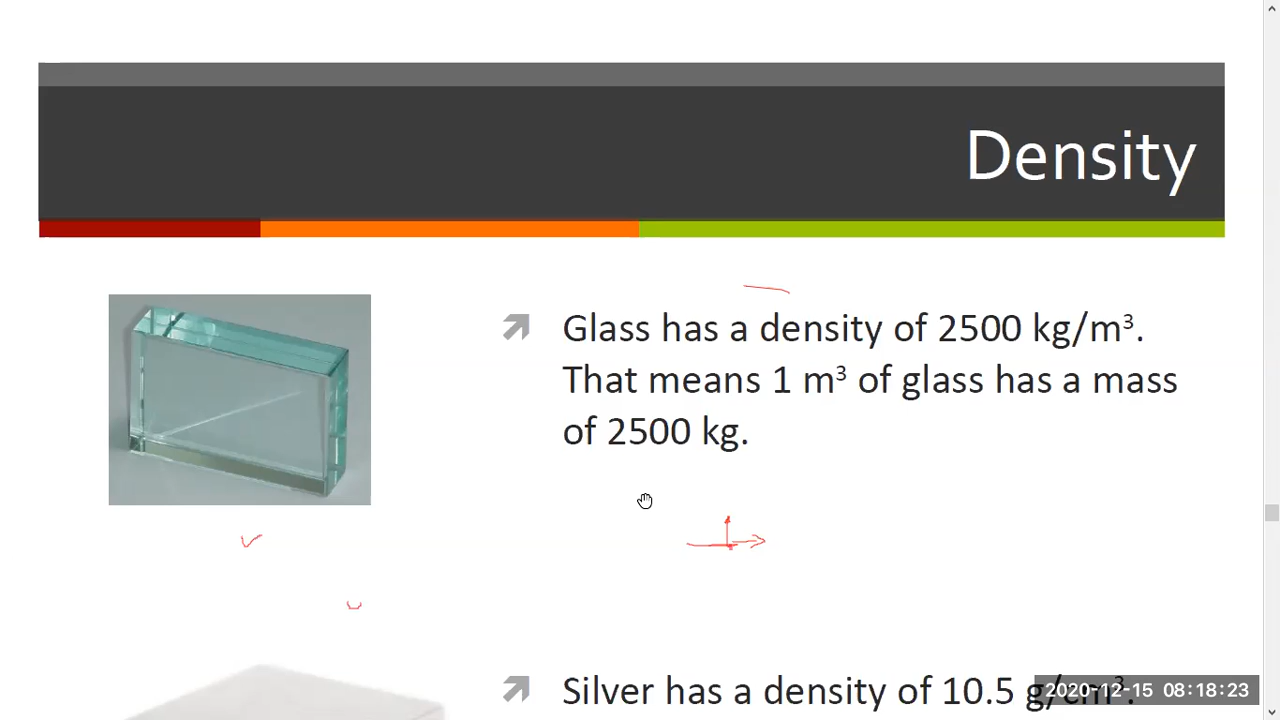 Density
Glass has a density of 2500 kg/m³.
That means 1 m³ of glass has a mass
of 2500 kg.
Silver has a density of 10.5 g/cm³.
2020-12-15 08:18:23